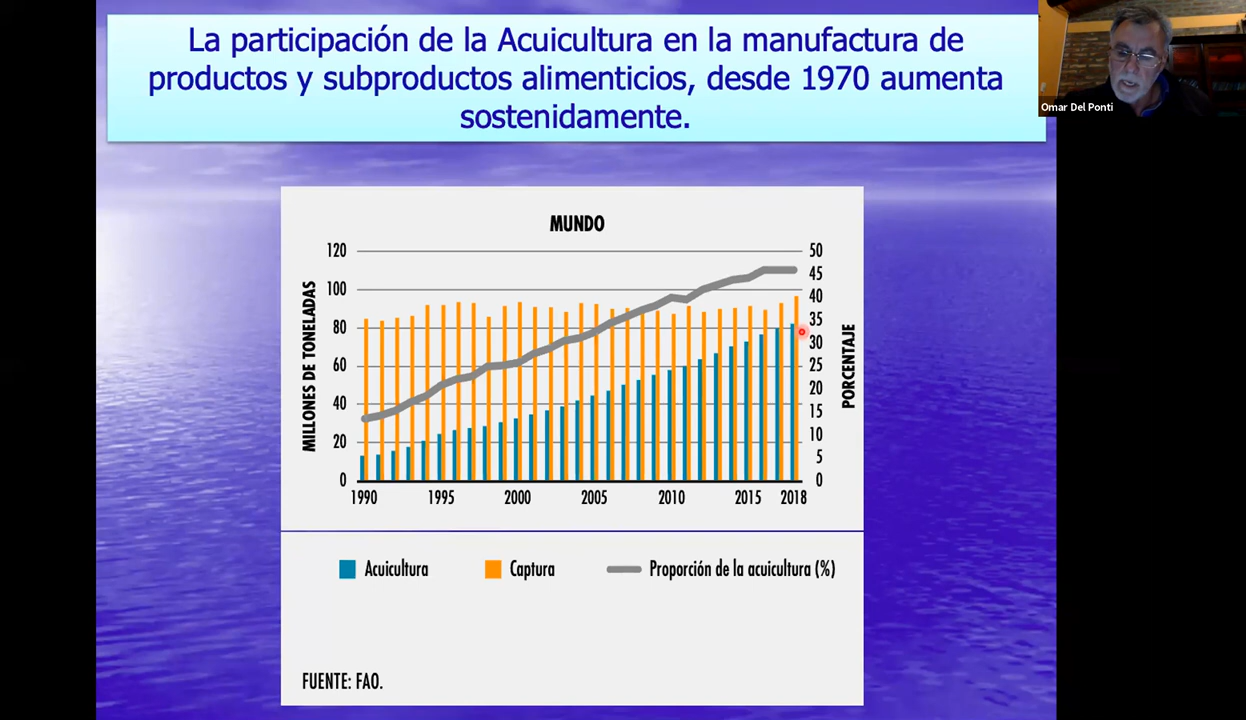 La participación de la Acuicultura en la manufactura de
productos y subproductos alimenticios, desde 1970 aumenta
sostenidamente.
Omar Del Ponti
MUNDO
MILLONES DE TONELADAS
120
100
80
60
40
20
0
50
45
40
35
30
25
20
15
10
5
0
PORCENTAJE
1990 1995 2000 2005 2010 2015 2018
Acuicultura Captura Proporción de la acuicultura (%)
FUENTE: FAO.